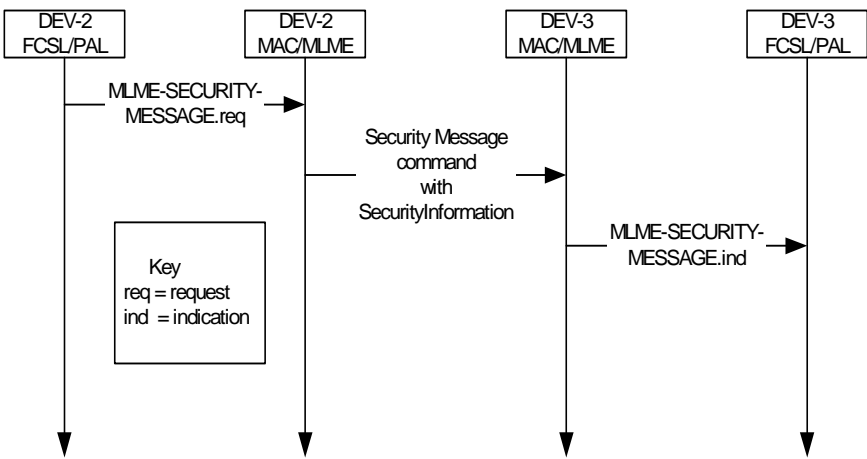 DEV-2
FCSL/PAL
DEV-2
MAC/MLME
DEV-3
MAC/MLME
DEV-3
FCSL/PAL
MLME-SECURITY-
MESSAGE.req
Security Message
command
with
SecurityInformation
MLME-SECURITY-
MESSAGE.ind
Key
req = request
ind = indication